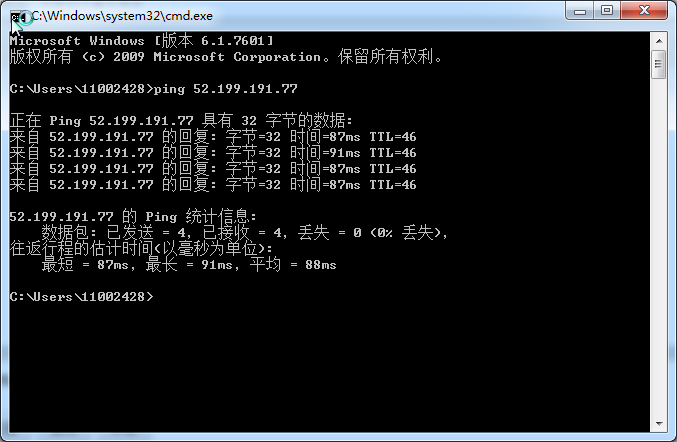 C:\Windows\system32\cmd.exe
Microsoft Windows [版本 6.1.7601]
版权所有 (c) 2009 Microsoft Corporation。保留所有权利。
C:\Users\11002428>ping 52.199.191.77
正在 Ping 52.199.191.77 具有 32 字节的数据:
来自 52.199.191.77 的回复: 字节=32 时间=87ms TTL=46
来自 52.199.191.77 的回复: 字节=32 时间=91ms TTL=46
来自 52.199.191.77 的回复: 字节=32 时间=87ms TTL=46
来自 52.199.191.77 的回复: 字节=32 时间=87ms TTL=46
52.199.191.77 的 Ping 统计信息:
数据包: 已发送 = 4, 已接收 = 4, 丢失 = 0 (0% 丢失),
往返行程的估计时间(以毫秒为单位):
最短 = 87ms, 最长 = 91ms, 平均 = 88ms
C:\Users\11002428>